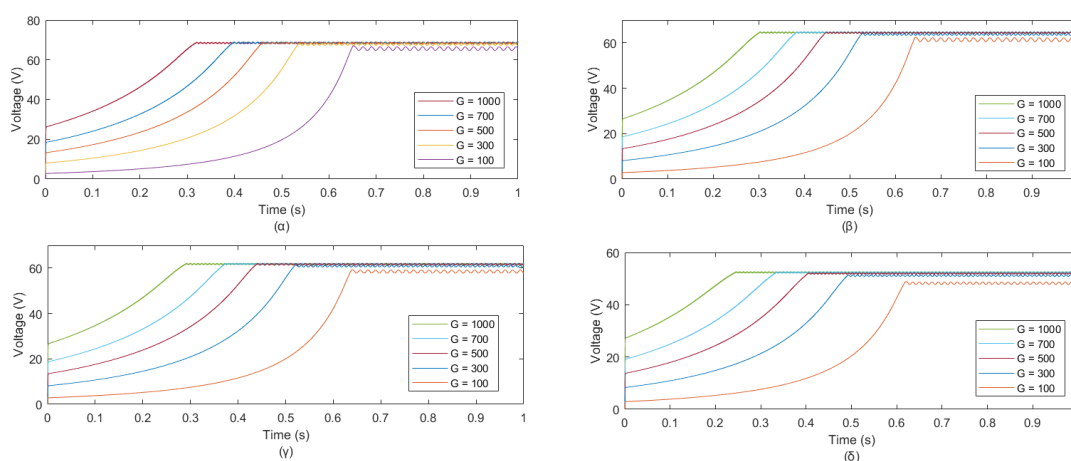 80
60
40
20
0
Voltage (V)
G = 1000
G = 700
G = 500
G = 300
G = 100
0 0.1 0.2 0.3 0.4 0.5 0.6 0.7 0.8 0.9 1
Time (s)
(α)
60
40
20
0
Voltage (V)
G = 1000
G = 700
G = 500
G = 300
G = 100
0 0.1 0.2 0.3 0.4 0.5 0.6 0.7 0.8 0.9
Time (s)
(β)
60
40
20
0
Voltage (V)
G = 1000
G = 700
G = 500
G = 300
G = 100
0 0.1 0.2 0.3 0.4 0.5 0.6 0.7 0.8 0.9 1
Time (s)
(γ)
60
40
20
0
Voltage (V)
G = 1000
G = 700
G = 500
G = 300
G = 100
0 0.1 0.2 0.3 0.4 0.5 0.6 0.7 0.8 0.9
Time (s)
(δ)